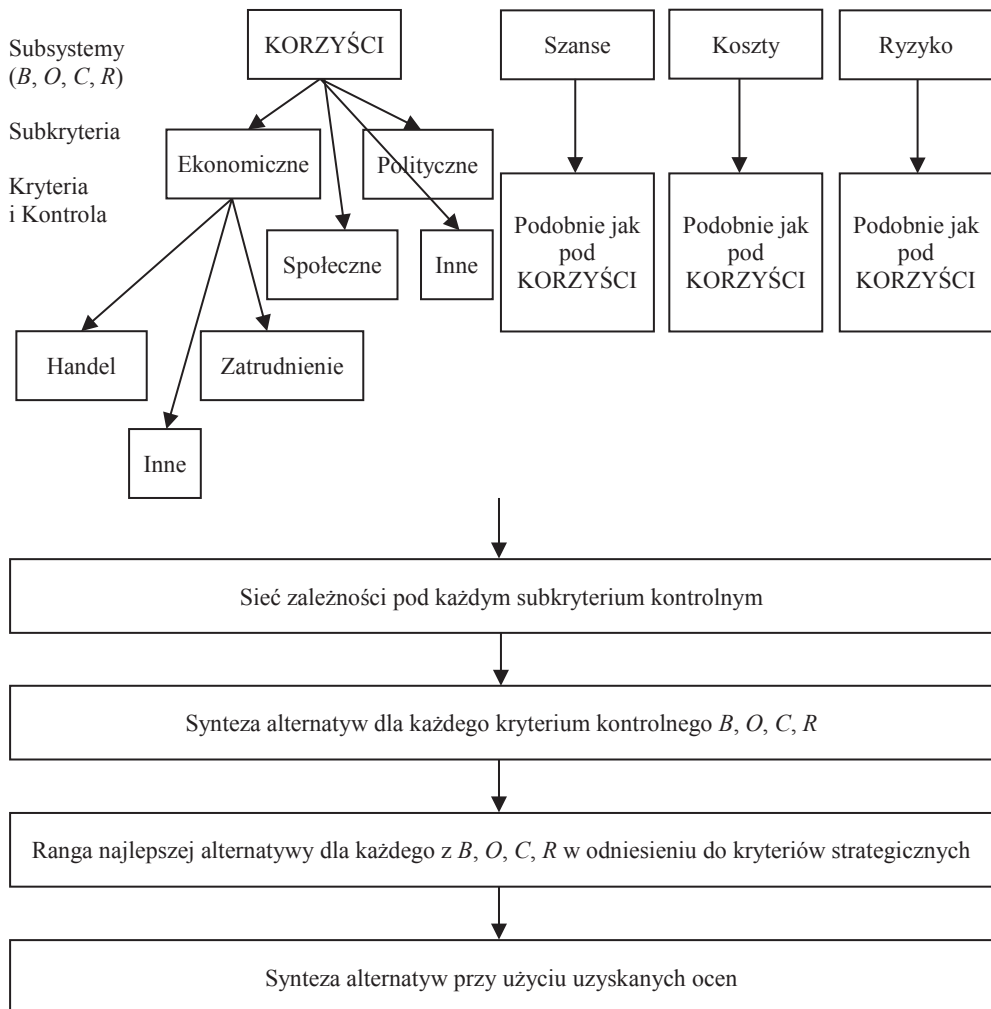 Subsystemy
(B, O, C, R)
Subkryteria
Kryteria
i Kontrola
KORZYŚCI
Szanse
Koszty
Ryzyko
Ekonomiczne
Polityczne
Społeczne
Inne
Podobnie jak
pod
KORZYŚCI
Podobnie jak
pod
KORZYŚCI
Podobnie jak
pod
KORZYŚCI
Handel
Zatrudnienie
Inne
Sieć zależności pod każdym subkryterium kontrolnym
Synteza alternatyw dla każdego kryterium kontrolnego B, O, C, R
Ranga najlepszej alternatywy dla każdego z B, O, C, R w odniesieniu do kryteriów strategicznych
Synteza alternatyw przy użyciu uzyskanych ocen